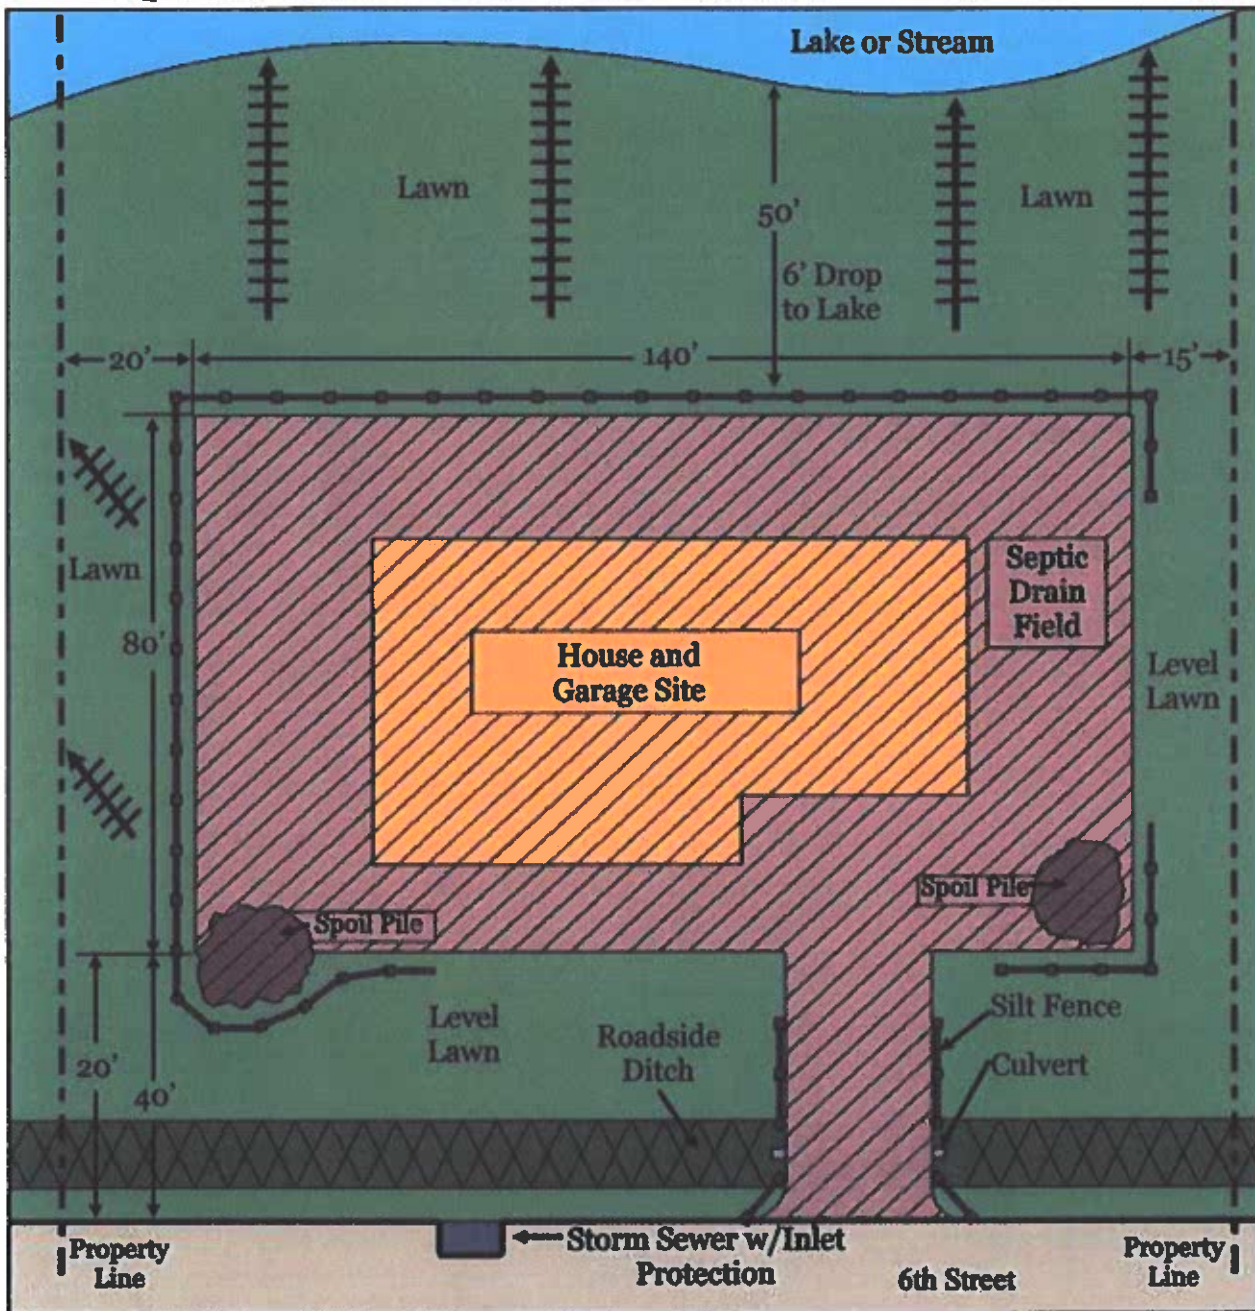 Lake or Stream
Lawn
Lawn
50'
6' Drop
to Lake
20'
140'
15'
Lawn
80'
Septic
Drain
Field
House and
Garage Site
Level
Lawn
Spoil Pile
Spoil Pile
Level
Lawn
Roadside
Ditch
Silt Fence
Culvert
20'
40'
Property
Line
Storm Sewer w/Inlet
Protection
6th Street
Property
Line